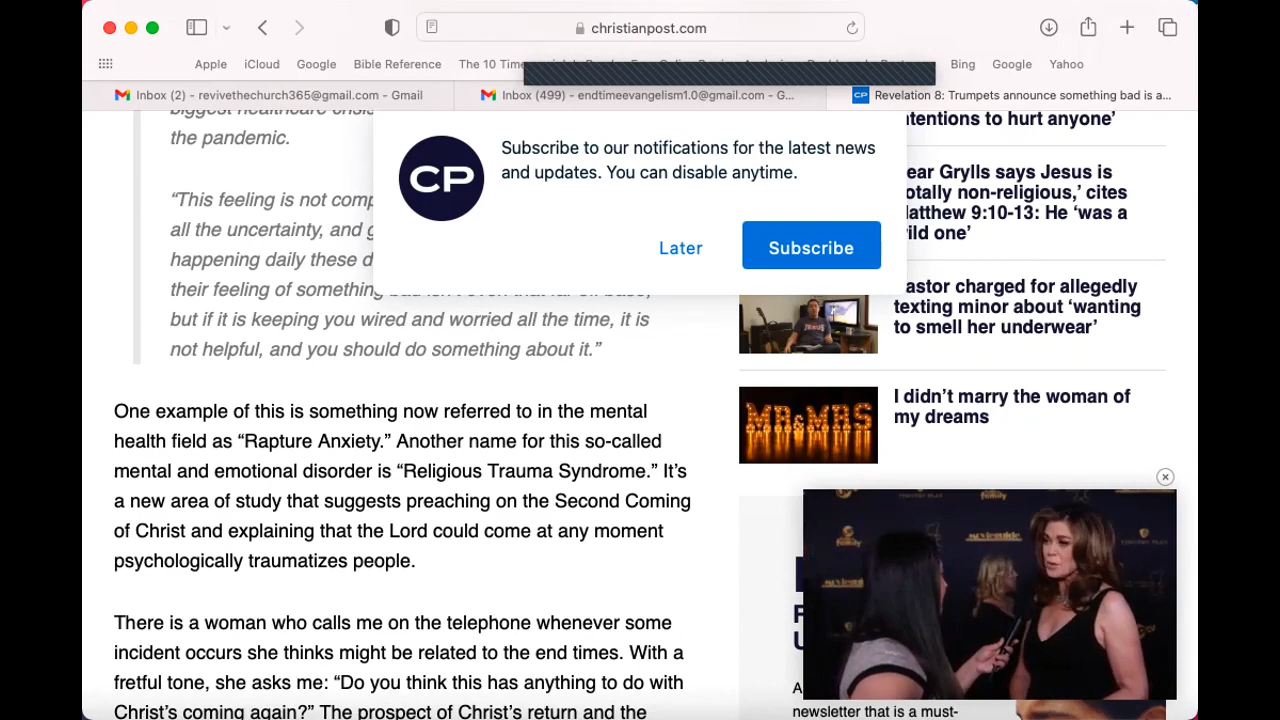 christianpost.com
Apple iCloud Google Bible Reference Bing Google Yahoo
Inbox (2) - revivethechurch365@gmail.com - Gmail
Inbox (499) - endtimeevangelism1.0@gmail.com - G...
CP Revelation 8: Trumpets announce something bad is a...
the pandemic.
“This feeling is not
all the uncertainty, and
happening daily these
their feeling of something bad isn't even that far off base,
but if it is keeping you wired and worried all the time, it is
not helpful, and you should do something about it.”
One example of this is something now referred to in the mental
health field as “Rapture Anxiety.” Another name for this so-called
mental and emotional disorder is “Religious Trauma Syndrome.” It’s
a new area of study that suggests preaching on the Second Coming
of Christ and explaining that the Lord could come at any moment
psychologically traumatizes people.
There is a woman who calls me on the telephone whenever some
incident occurs she thinks might be related to the end times. With a
fretful tone, she asks me: “Do you think this has anything to do with
Christ’s coming again?” The prospect of Christ’s return and the
CP
Subscribe to our notifications for the latest news
and updates. You can disable anytime.
Later Subscribe
to hurt anyone’
Grylls says Jesus is
non-religious,’ cites
9:10-13: He ‘was a
one’
charged for allegedly
texting minor about ‘wanting
to smell her underwear’
MR & MRS
I didn’t marry the woman of
my dreams
movieguide
newsletter that is a must-